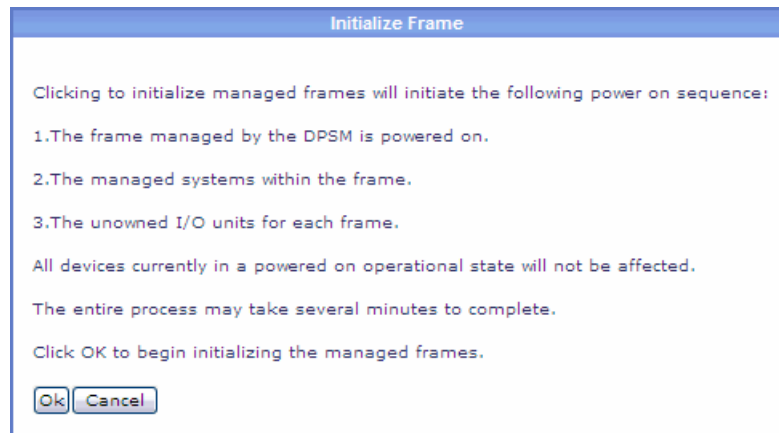 Initialize Frame
Clicking to initialize managed frames will initiate the following power on sequence:
1.The frame managed by the DPSM is powered on.
2.The managed systems within the frame.
3.The unowned I/O units for each frame.
All devices currently in a powered on operational state will not be affected.
The entire process may take several minutes to complete.
Click OK to begin initializing the managed frames.
Ok Cancel